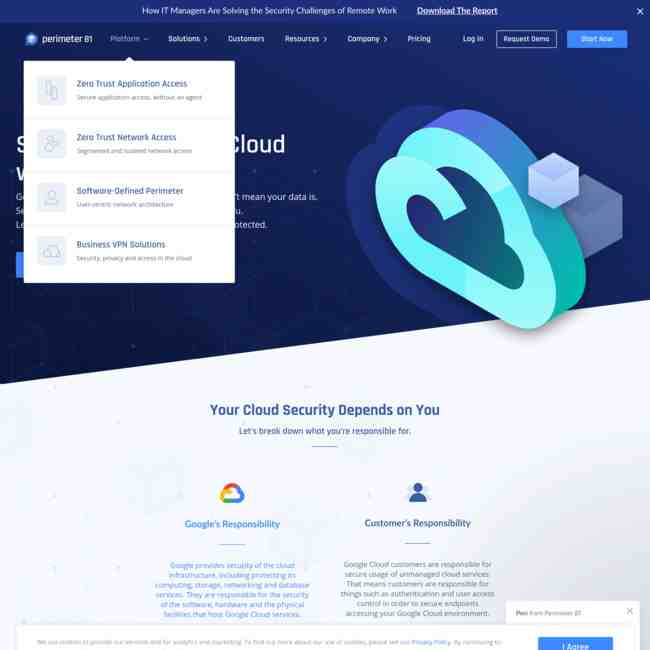 How IT Managers Are Solving the Security Challenges of Remote Work Download The Report ×
perimeter 81 Platform Solutions Customers Resources Company Pricing Log In Request Demo Start Now
Zero Trust Application Access
Secure application access, without an agent
Zero Trust Network Access
Segmented and isolated network access
Software-Defined Perimeter
User-centric network architecture
Business VPN Solutions
Security, privacy and access in the cloud
Cloud
't mean your data is.
u.
otected.
Your Cloud Security Depends on You
Let's break down what you're responsible for.
Google's Responsibility
Google provides security of the cloud
infrastructure, including protecting its
computing, storage, networking and database
services. They are responsible for the security
of the software, hardware and the physical
facilities that host Google Cloud services.
Customer's Responsibility
Google Cloud customers are responsible for
secure usage of unmanaged cloud services.
That means customers are responsible for
things such as authentication and user access
control in order to secure endpoints
accessing your Google Cloud environment.
from Perimeter 81
We use cookies to provide our services and for analytics and marketing. To find out more about our use of cookies, please see our Privacy Policy. By continuing to
I Agree